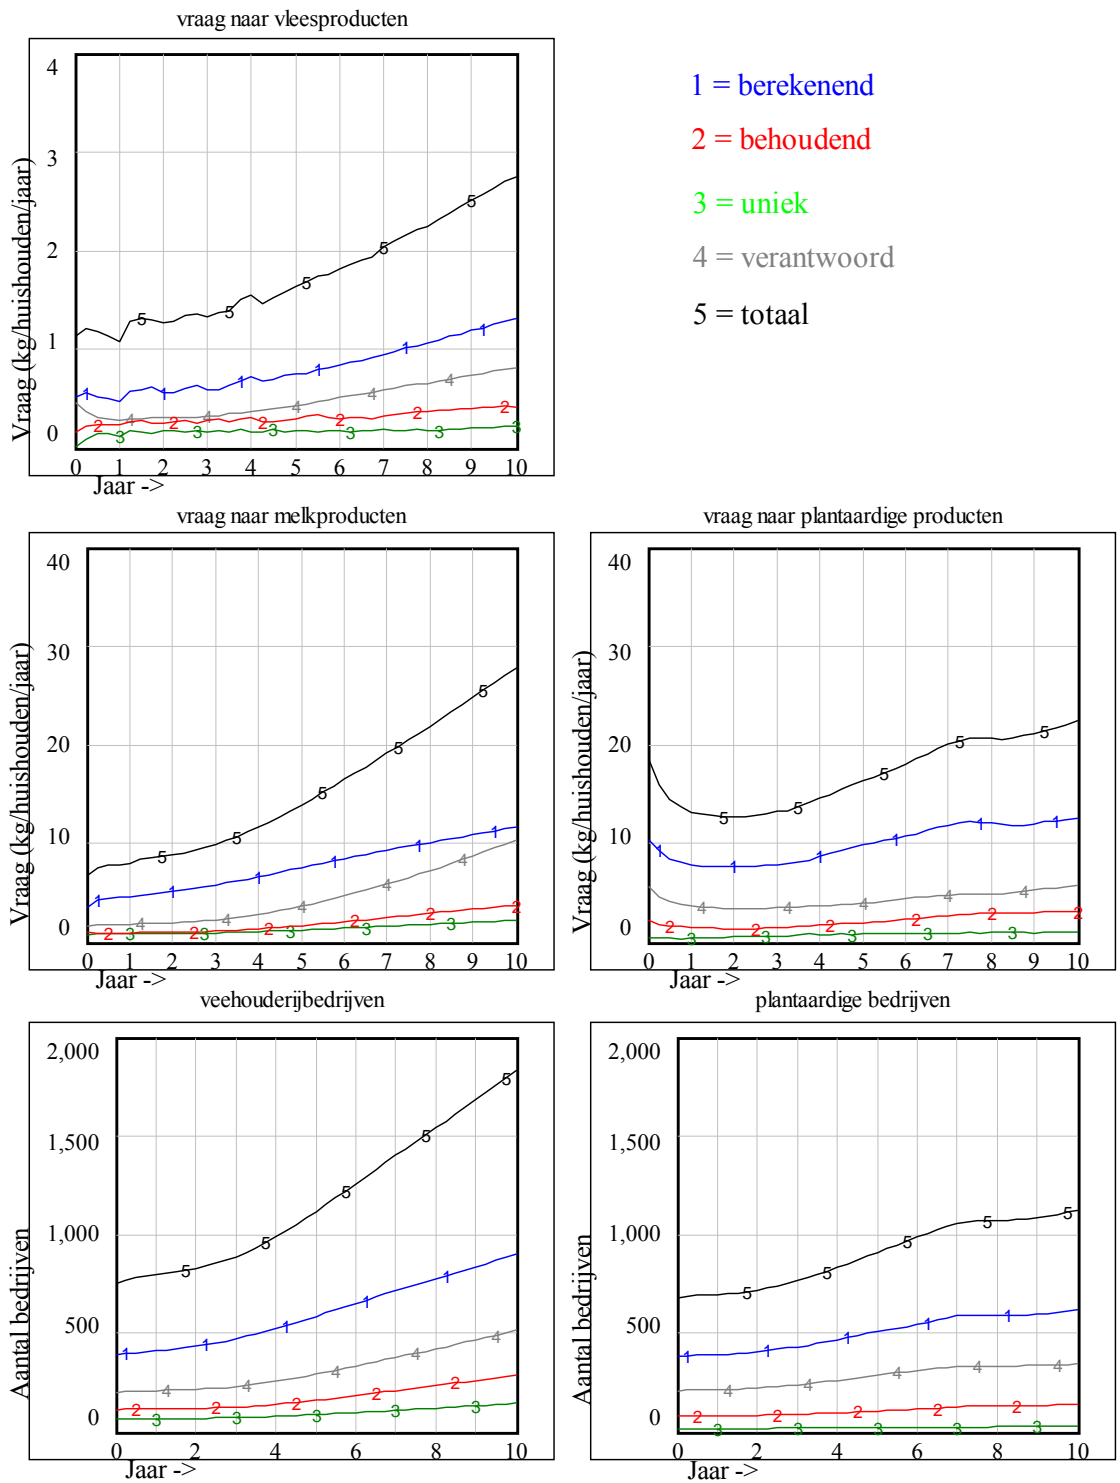 vraag naar vleesproducten
4
3
2
1
0
Vraag (kg/huishouden/jaar)
0 1 2 3 4 5 6 7 8 9 10
Jaar ->
1 = berekenend
2 = behoudend
3 = uniek
4 = verantwoord
5 = totaal
vraag naar melkproducten
40
30
20
10
0
Vraag (kg/huishouden/jaar)
0 1 2 3 4 5 6 7 8 9 10
Jaar ->
vraag naar plantaardige producten
40
30
20
10
0
Vraag (kg/huishouden/jaar)
0 1 2 3 4 5 6 7 8 9 10
Jaar ->
veehouderijbedrijven
2,000
1,500
1,000
500
0
Aantal bedrijven
0 2 4 6 8 10
Jaar ->
plantaardige bedrijven
2,000
1,500
1,000
500
0
Aantal bedrijven
0 2 4 6 8 10
Jaar ->